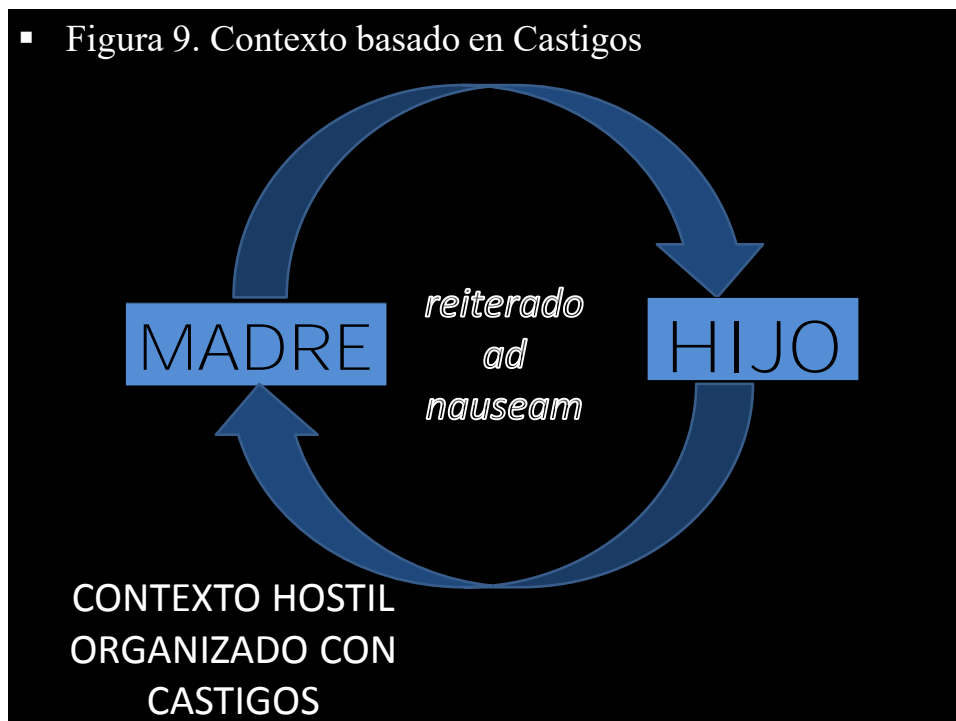 ▪ Figura 9. Contexto basado en Castigos
MADRE
reiterado
ad
nauseam
HIJO
CONTEXTO HOSTIL
ORGANIZADO CON
CASTIGOS